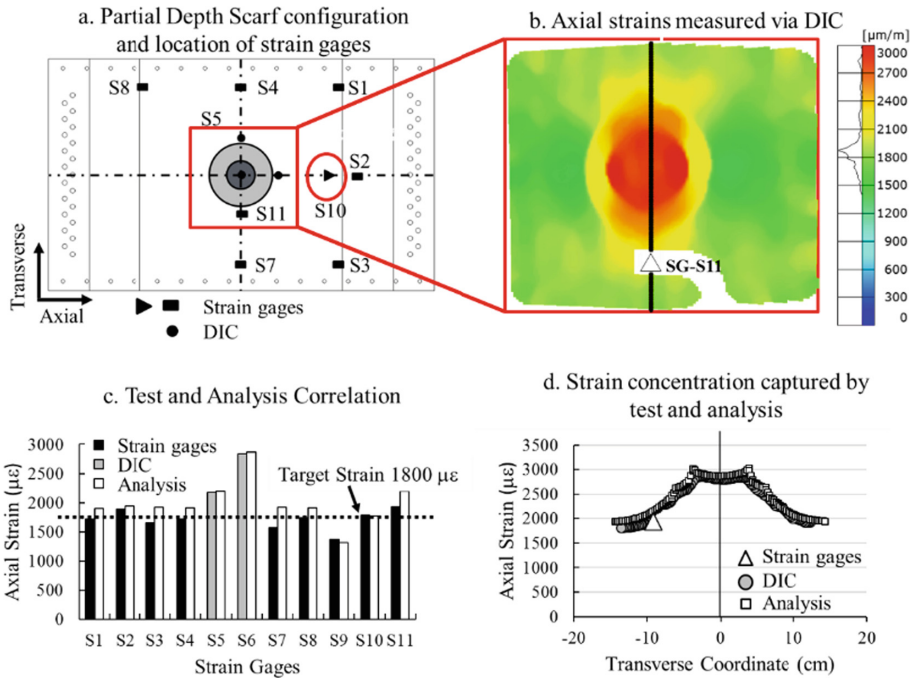 a. Partial Depth Scarf configuration
and location of strain gages
S8
S4
S1
S5
S2
S10
S11
S7
S3
Transverse
Axial
Strain gages
DIC
b. Axial strains measured via DIC
[µm/m]
3000
3000
2700
2400
2100
1800
1500
1200
900
600
300
0
SG-S11
c. Test and Analysis Correlation
Axial Strain (µε)
3000
2500
2000
1500
1000
500
0
Strain gages
DIC
Analysis
Target Strain 1800 µε
S1 S2 S3 S4 S5 S6 S7 S8 S9 S10 S11
Strain Gages
d. Strain concentration captured by
test and analysis
Axial Strain (µε)
3500
3000
2500
2000
1500
1000
500
0
Strain gages
DIC
Analysis
-20 -10 0 10 20
Transverse Coordinate (cm)